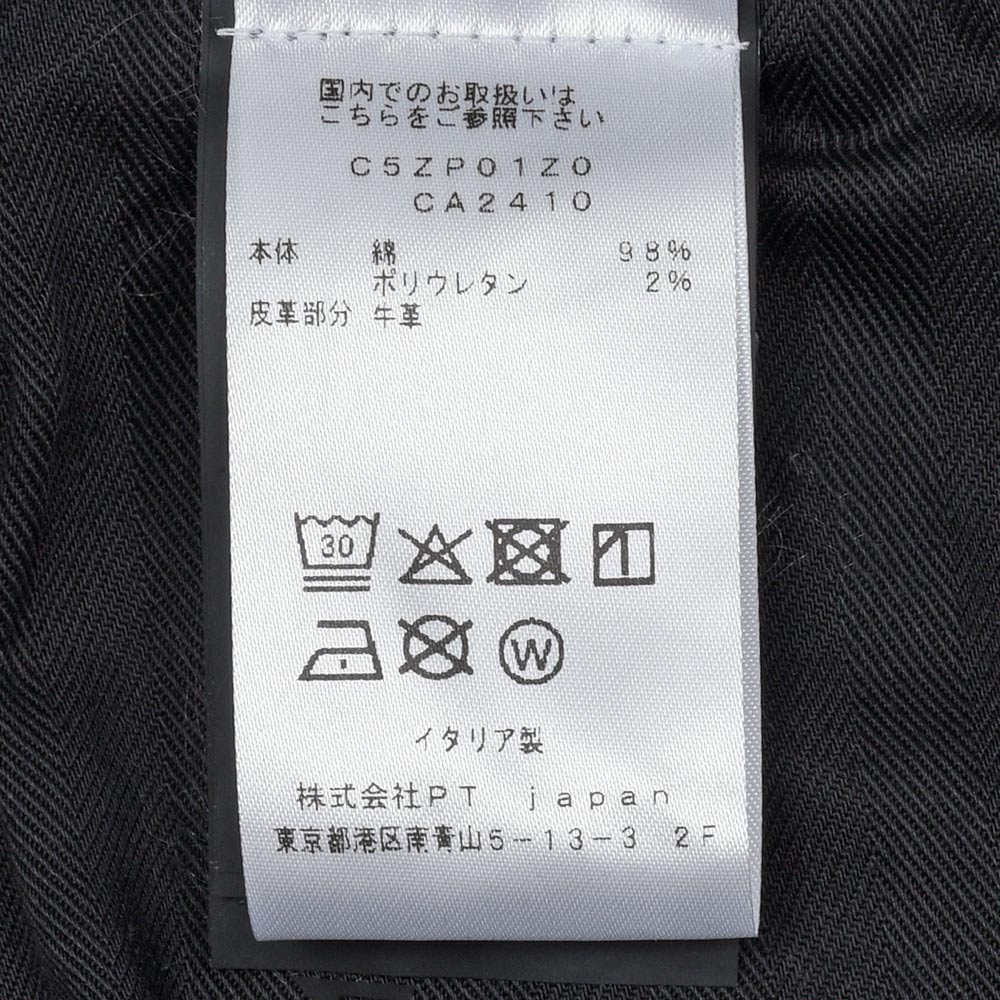 国内でのお取扱いは
こちらをご参照下さい
C5ZP01Z0
CA2410
本体 綿 98%
ポリウレタン 2%
皮革部分 牛革
30
W
イタリア製
株式会社PT japan
東京都港区南青山5-13-3 2F